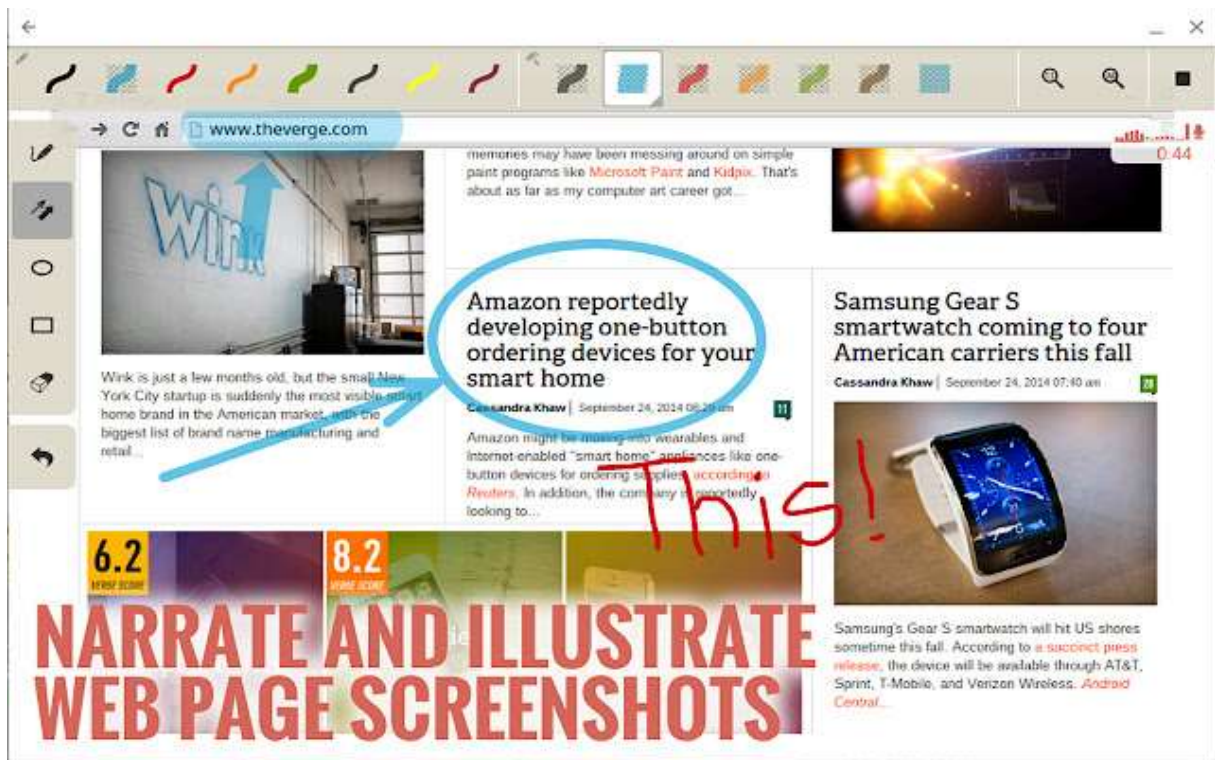 www.theverge.com
0:44
Wink
Wink is just a few months old, but the small New
York City startup is suddenly the most visible smart
home brand in the American market, with the
biggest list of brand name manufacturing and
retail...
memories may have been messing around on simple
paint programs like Microsoft Paint and Kidpix. That's
about as far as my computer art career got...
Amazon reportedly
developing one-button
ordering devices for your
smart home
Cassandra Khaw | September 24, 2014 08:29 am
11
Amazon might be moving into wearables and
Internet-enabled "smart home" appliances like one-
button devices for ordering supplies, according to
Reuters. In addition, the company is reportedly
looking to...
This!
Samsung Gear S
smartwatch coming to four
American carriers this fall
Cassandra Khaw | September 24, 2014 07:40 am
28
Samsung's Gear S smartwatch will hit US shores
sometime this fall. According to a succinct press
release, the device will be available through AT&T,
Sprint, T-Mobile, and Verizon Wireless. Android
Central...
6.2
VERGE SCORE
8.2
VERGE SCORE
NARRATE AND ILLUSTRATE
WEB PAGE SCREENSHOTS